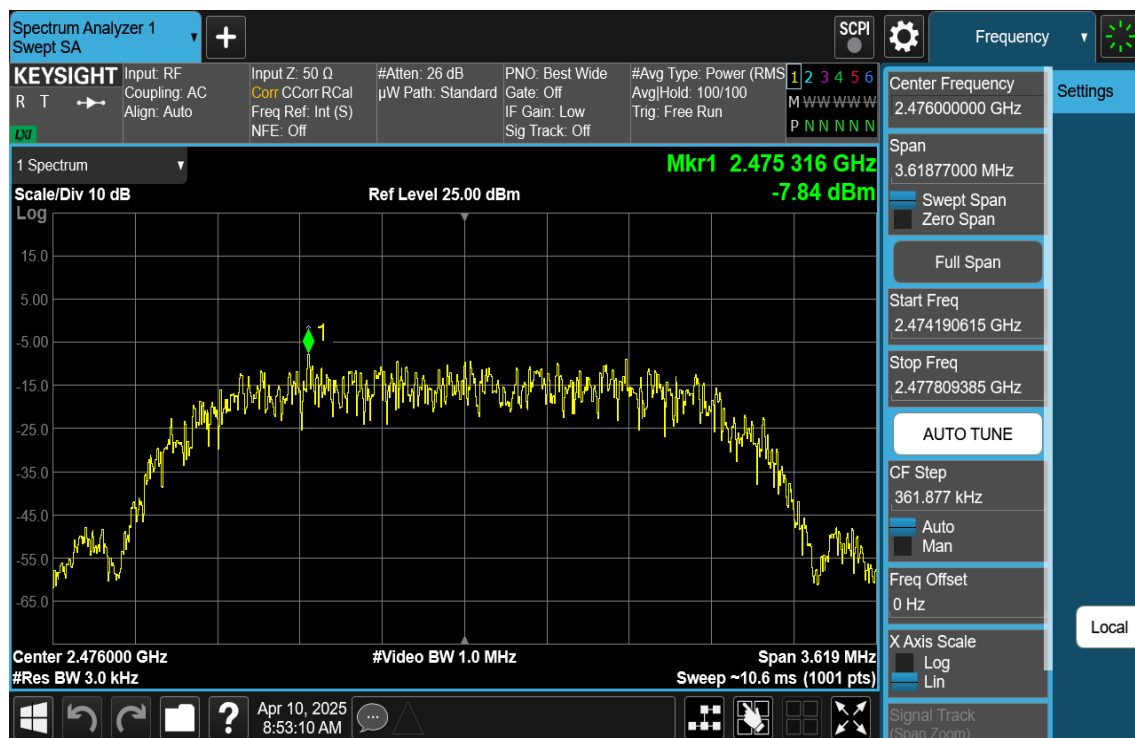 Spectrum Analyzer 1
Swept SA
SCPI
Frequency
KEYSIGHT
R T
LXI
Input: RF
Coupling: AC
Align: Auto
Input Z: 50 Ω
Corr CCorr RCal
Freq Ref: Int (S)
NFE: Off
#Atten: 26 dB
µW Path: Standard
PNO: Best Wide
Gate: Off
IF Gain: Low
Sig Track: Off
#Avg Type: Power (RMS
Avg|Hold: 100/100
Trig: Free Run
1 2 3 4 5 6
M W W W W W
P N N N N N
1 Spectrum
Mkr1 2.475 316 GHz
Scale/Div 10 dB
Ref Level 25.00 dBm
-7.84 dBm
Log
15.0
5.00
-5.00
-15.0
-25.0
-35.0
-45.0
-55.0
-65.0
1
Center 2.476000 GHz
#Video BW 1.0 MHz
Span 3.619 MHz
#Res BW 3.0 kHz
Sweep ~10.6 ms (1001 pts)
Center Frequency
2.476000000 GHz
Span
3.61877000 MHz
Swept Span
Zero Span
Full Span
Start Freq
2.474190615 GHz
Stop Freq
2.477809385 GHz
AUTO TUNE
CF Step
361.877 kHz
Auto
Man
Freq Offset
0 Hz
X Axis Scale
Log
Lin
Signal Track
(Span Zoom)
Settings
Local
?
Apr 10, 2025
8:53:10 AM